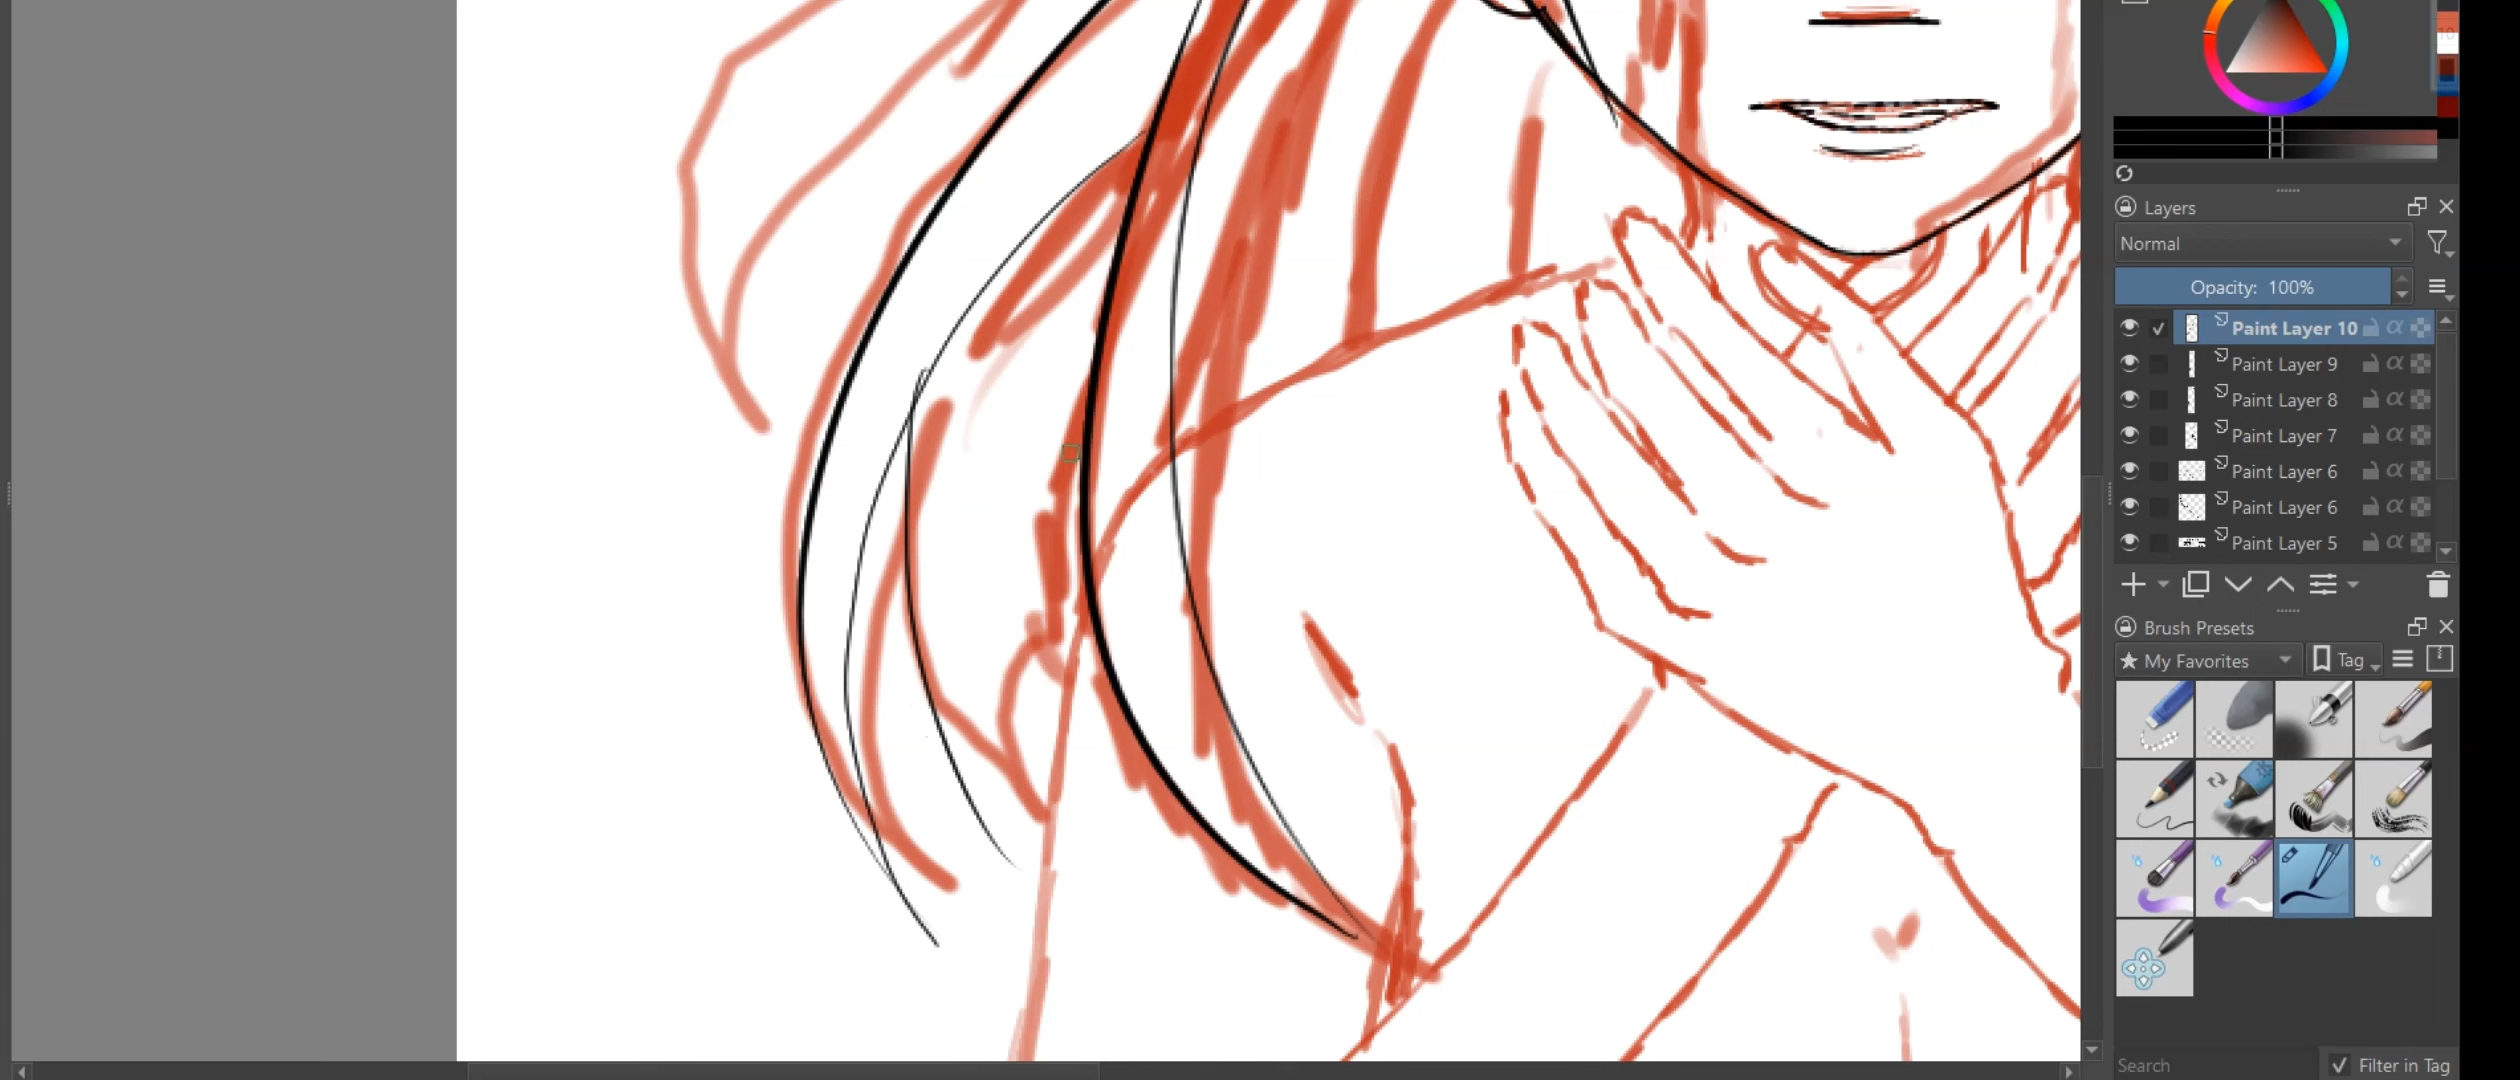 Layers
Normal
Opacity: 100%
Paint Layer 10
Paint Layer 9
Paint Layer 8
Paint Layer 7
Paint Layer 6
Paint Layer 6
Paint Layer 5
Brush Presets
My Favorites Tag
Search Filter in Tag